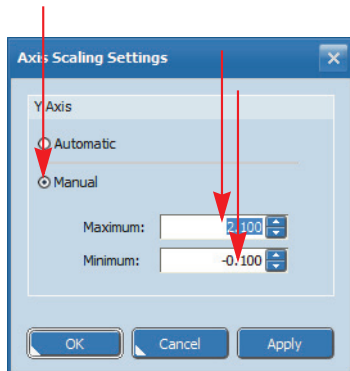 Axis Scaling Settings
Y Axis
Automatic
Manual
Maximum: 2.100
Minimum: -0.100
OK Cancel Apply